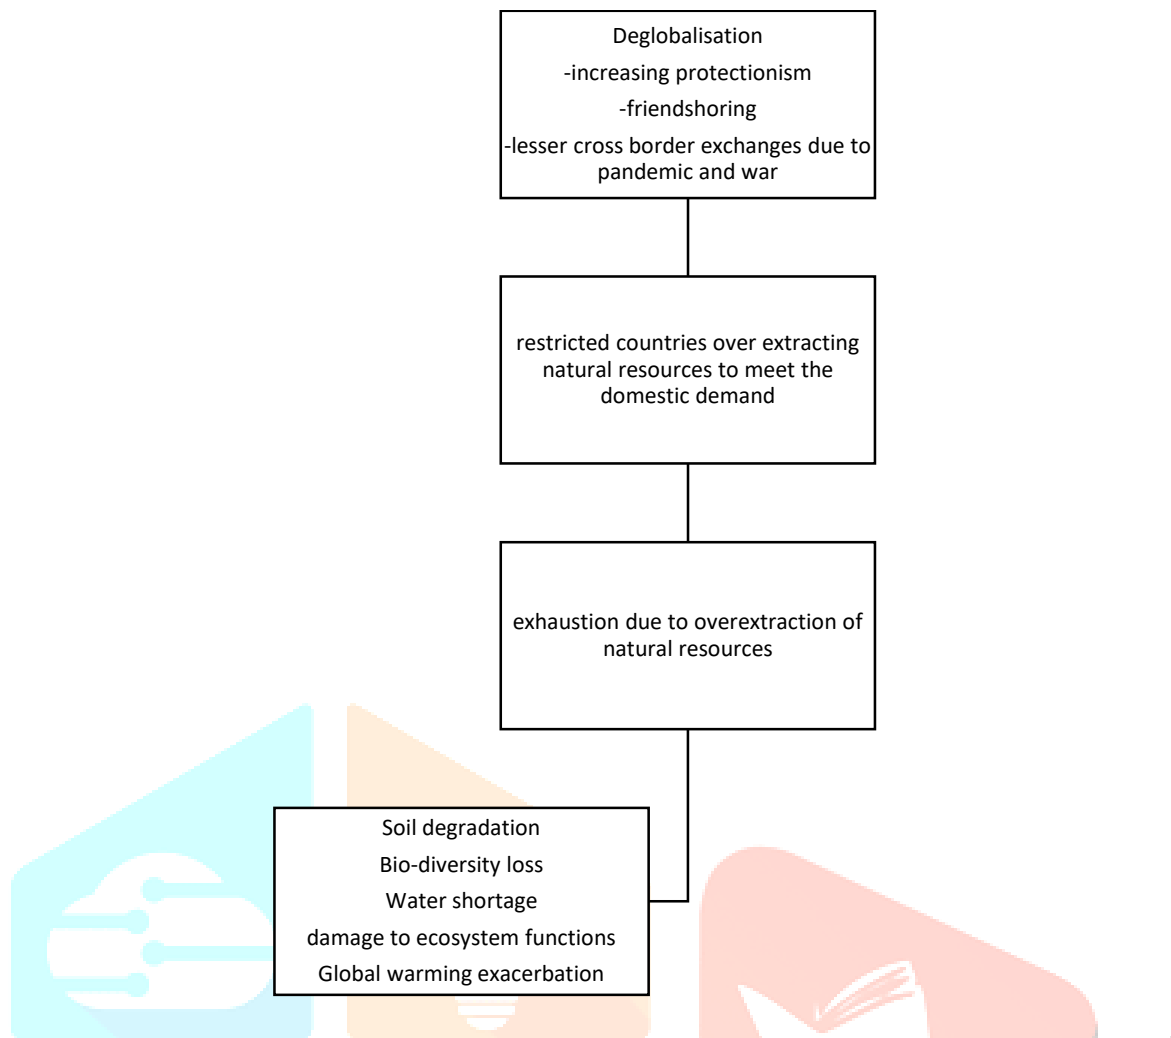 Deglobalisation
-increasing protectionism
-friendshoring
-lesser cross border exchanges due to
pandemic and war
restricted countries over extracting
natural resources to meet the
domestic demand
exhaustion due to overextraction of
natural resources
Soil degradation
Bio-diversity loss
Water shortage
damage to ecosystem functions
Global warming exacerbation